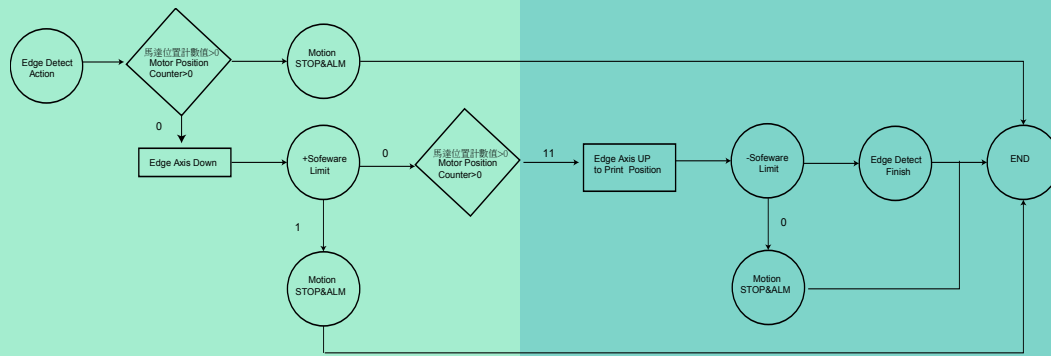 Edge Detect
Action
馬達位置計數值>0
Motor Position
Counter>0
Motion
STOP&ALM
0
Edge Axis Down
+Sofeware
Limit
0
馬達位置計數值>0
Motor Position
Counter>0
11
Edge Axis UP
to Print Position
-Sofeware
Limit
Edge Detect
Finish
END
1
0
Motion
STOP&ALM
Motion
STOP&ALM